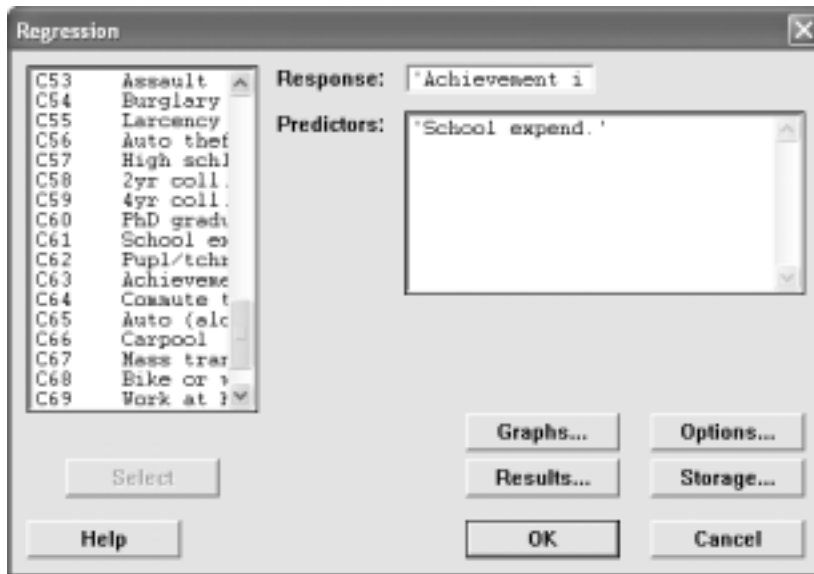 Regression
C53 Assault
C54 Burglary
C55 Larcency
C56 Auto thef
C57 High schl
C58 2yr coll.
C59 4yr coll.
C60 PhD gradu
C61 School ex
C62 Pupl/tchr
C63 Achieveme
C64 Commute t
C65 Auto (alo
C66 Carpool
C67 Mass tran
C68 Bike or w
C69 Work at h
Response: 'Achievement i
Predictors: 'School expend.'
Graphs... Options...
Select Results... Storage...
Help OK Cancel